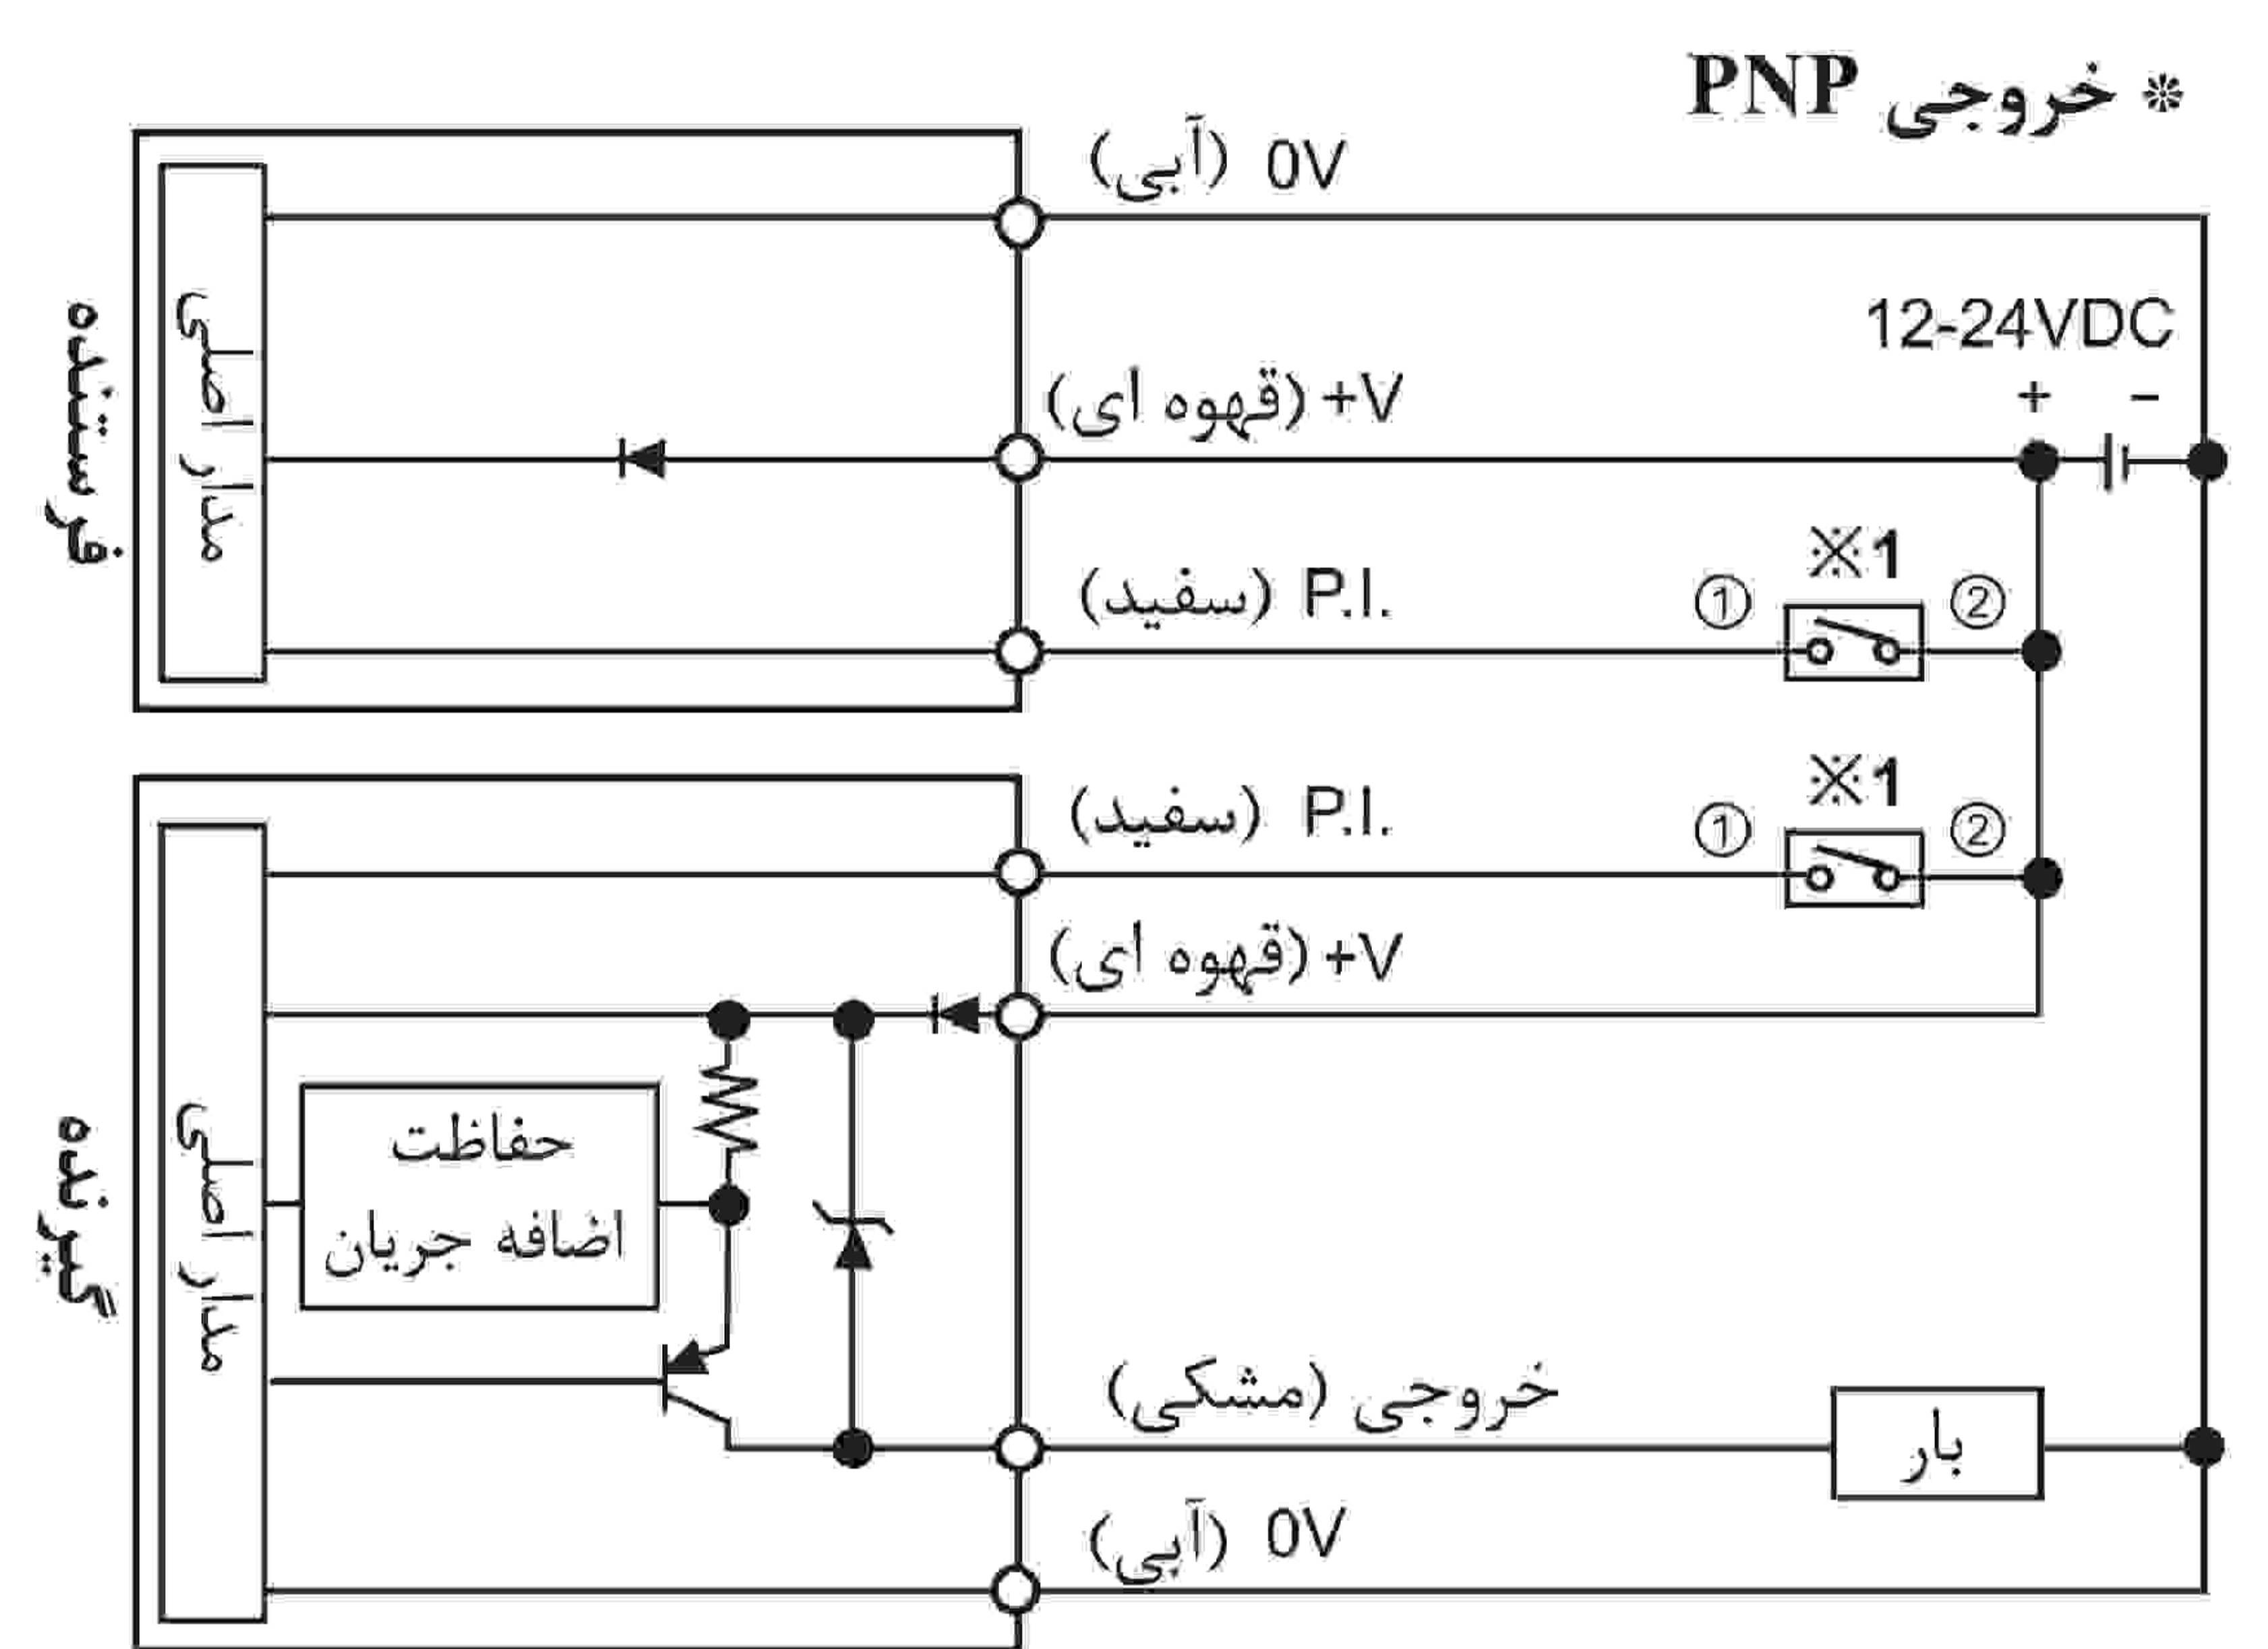 * خروجی PNP
(آبی) 0V
12-24VDC
+ -
(قهوه ای) +V
※1
(سفید) P.I.
① ②
فرستنده
مدار اصلی
※1
(سفید) P.I.
① ②
(قهوه ای) +V
گیرنده
مدار اصلی
حفاظت
اضافه جریان
خروجی (مشکی)
بار
(آبی) 0V